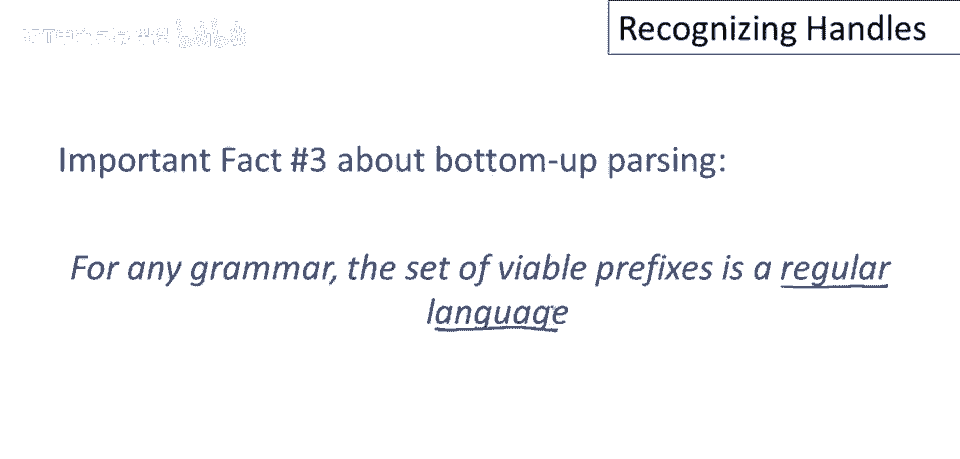 Recognizing Handles
Important Fact #3 about bottom-up parsing:
For any grammar, the set of viable prefixes is a regular
language